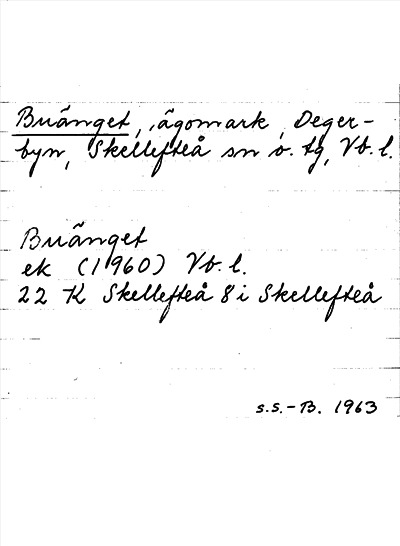 Buänget, ägomark, Deger-
byn, Skellefteå sn o. tg, Vb. l.
Buänget
ek (1960) Vb. l.
22 K Skellefteå 8 i Skellefteå
S.S.-B. 1963